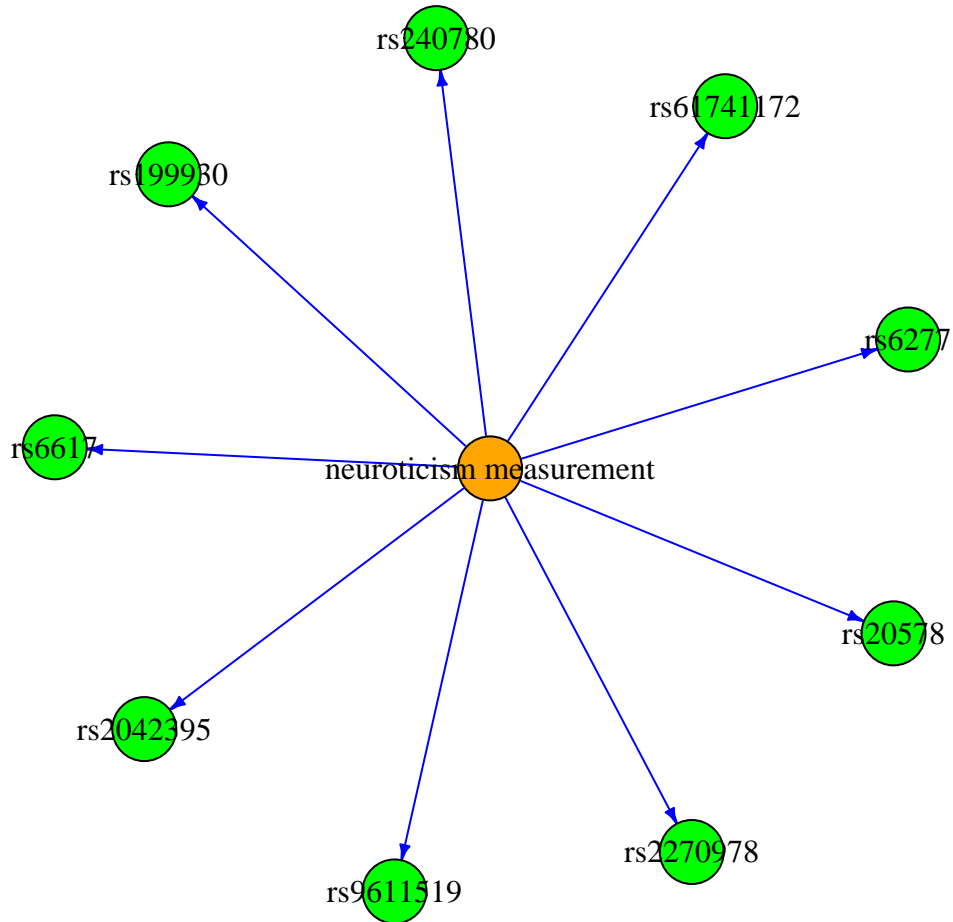 rs240780
rs61741172
rs199930
rs6277
rs6617
neuroticism measurement
rs20578
rs2042395
rs2270978
rs9611519